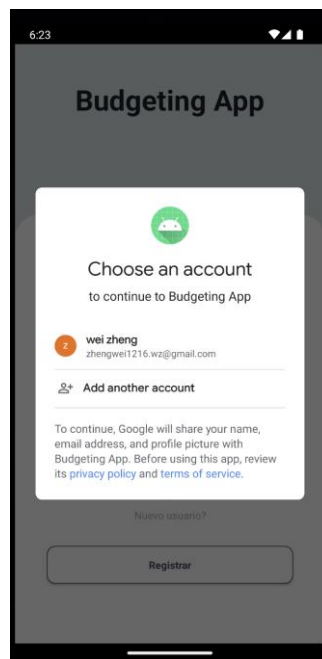 6:23
Budgeting App
Choose an account
to continue to Budgeting App
z
wei zheng
zhengwei1216.wz@gmail.com
Add another account
To continue, Google will share your name,
email address, and profile picture with
Budgeting App. Before using this app, review
its privacy policy and terms of service.
Nuevo usuario?
Registrar